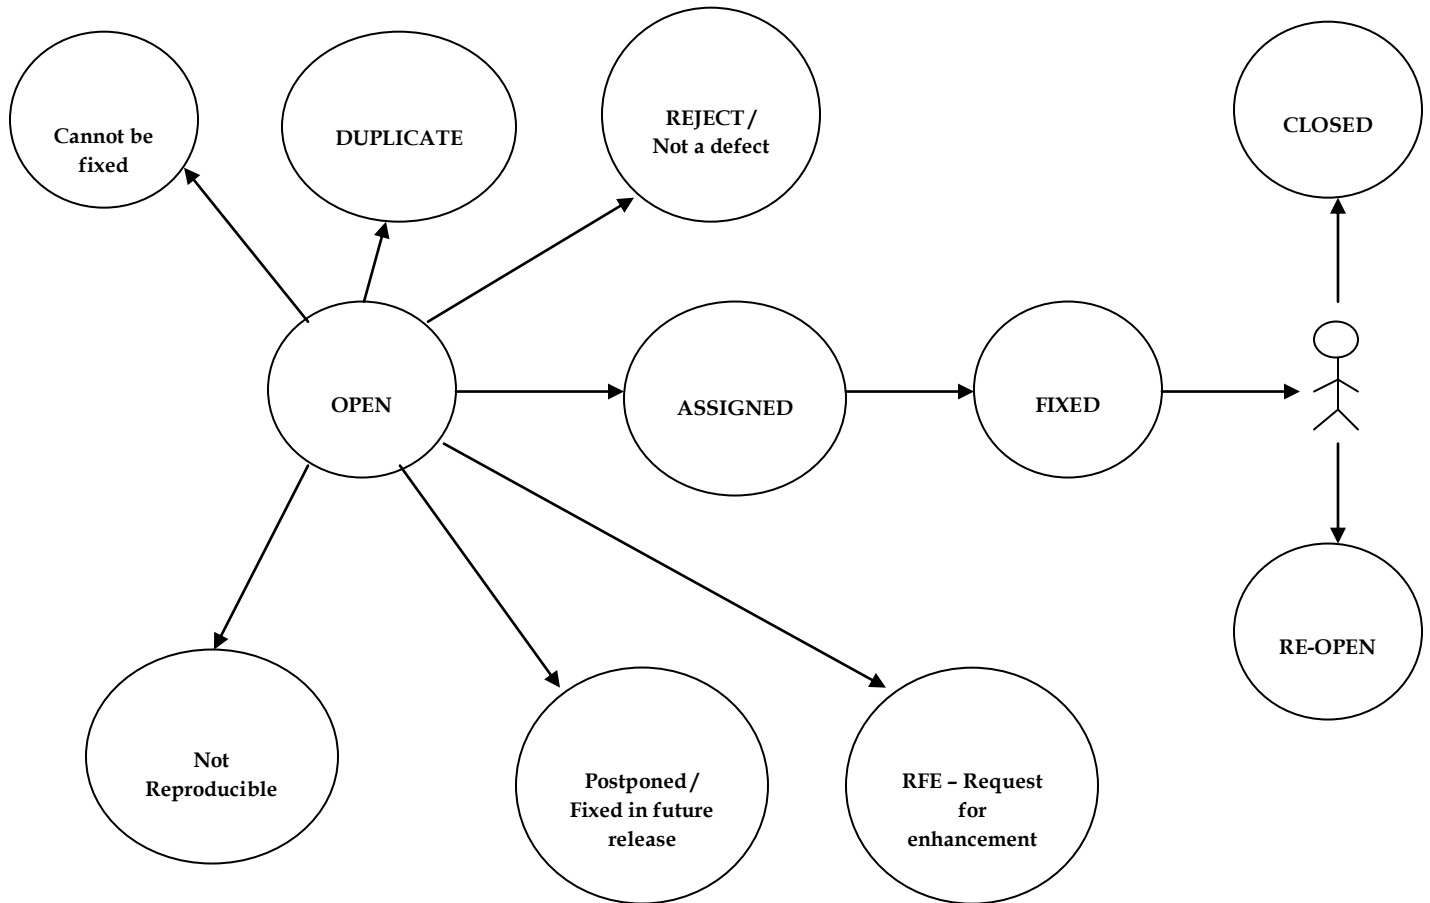 Cannot be
fixed
DUPLICATE
REJECT/
Not a defect
CLOSED
OPEN
ASSIGNED
FIXED
RE-OPEN
Not
Reproducible
Postponed/
Fixed in future
release
RFE – Request
for
enhancement